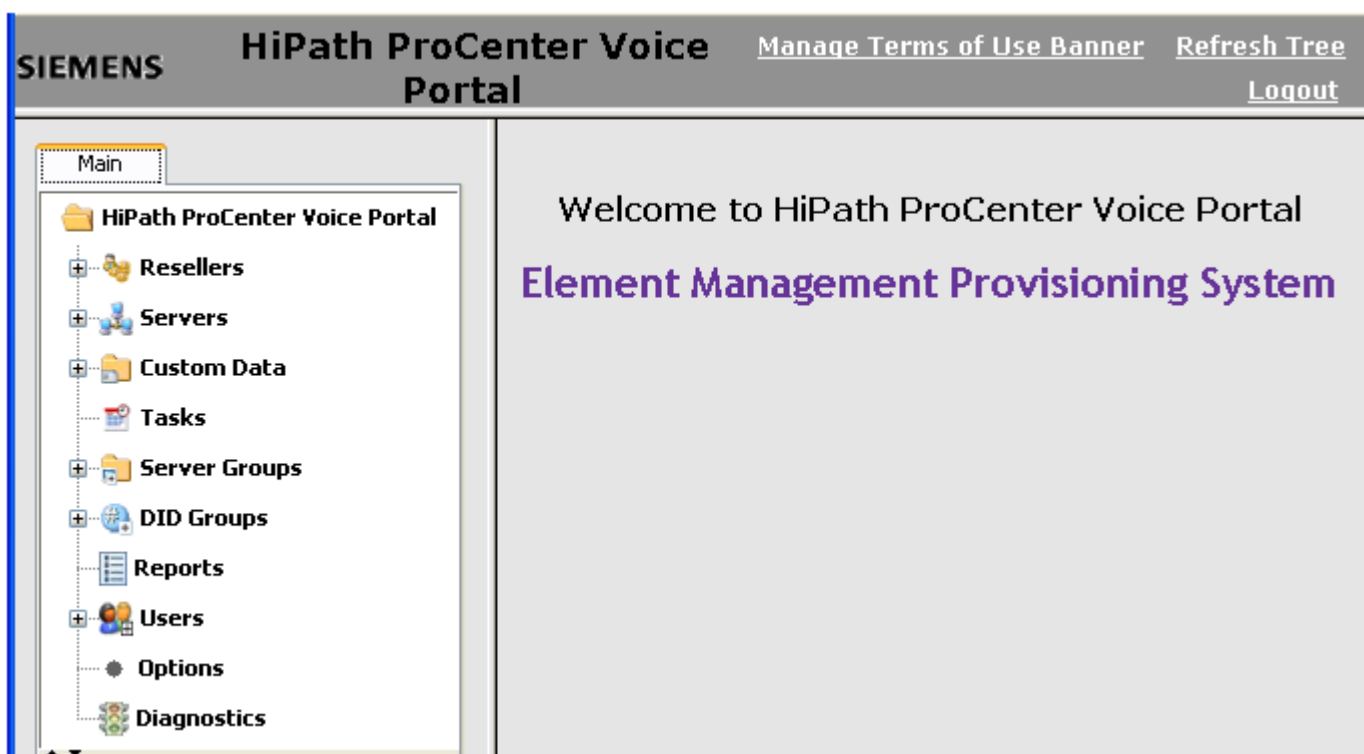 SIEMENS
HiPath ProCenter Voice
Portal
Manage Terms of Use Banner
Refresh Tree
Logout
Main
HiPath ProCenter Voice Portal
Resellers
Servers
Custom Data
Tasks
Server Groups
DID Groups
Reports
Users
Options
Diagnostics
Welcome to HiPath ProCenter Voice Portal
Element Management Provisioning System